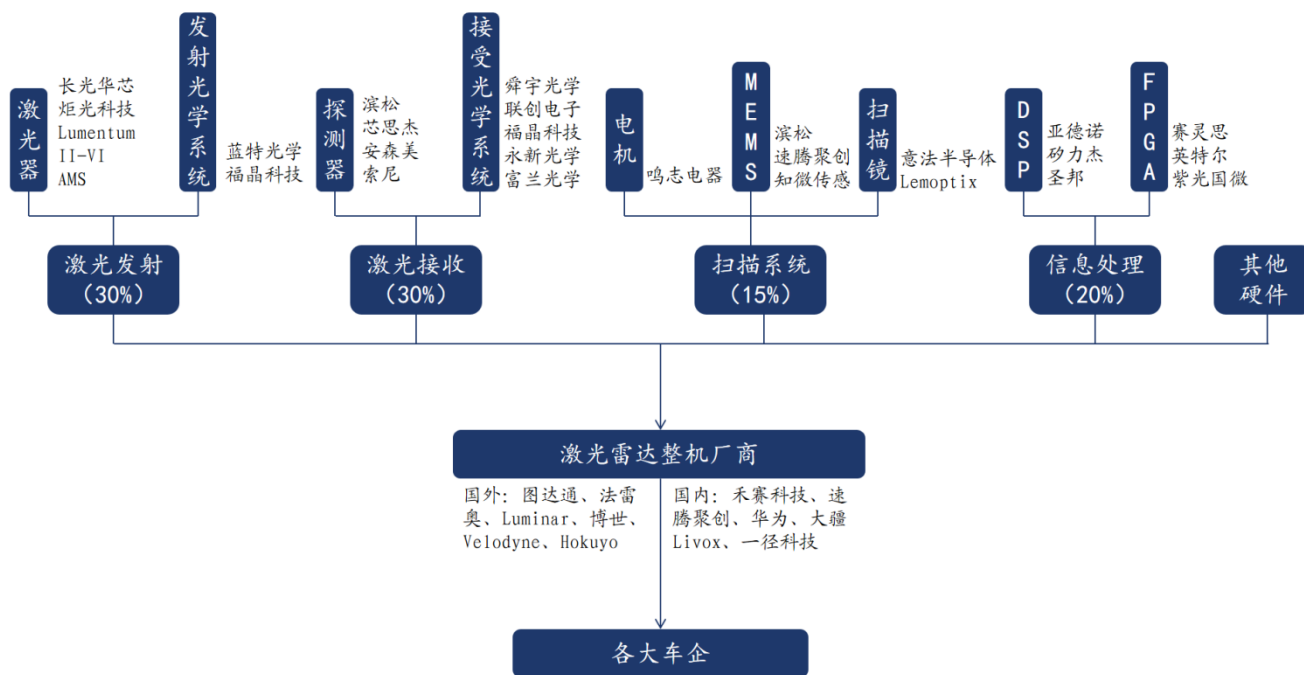 激光器
长光华芯
炬光科技
Lumentum
II-VI
AMS
发射光学系统
蓝特光学
福晶科技
探测器
滨松
芯思杰
安森美
索尼
接受光学系统
舜宇光学
联创电子
福晶科技
永新光学
富兰光学
电机
鸣志电器
MEMS
滨松
速腾聚创
知微传感
扫描镜
意法半导体
Lemoptix
DSP
亚德诺
矽力杰
圣邦
FPGA
赛灵思
英特尔
紫光国微
激光发射
（30%）
激光接收
（30%）
扫描系统
（15%）
信息处理
（20%）
其他
硬件
激光雷达整机厂商
国外：图达通、法雷
奥、Luminar、博世、
Velodyne、Hokuyo
国内：禾赛科技、速
腾聚创、华为、大疆
Livox、一径科技
各大车企